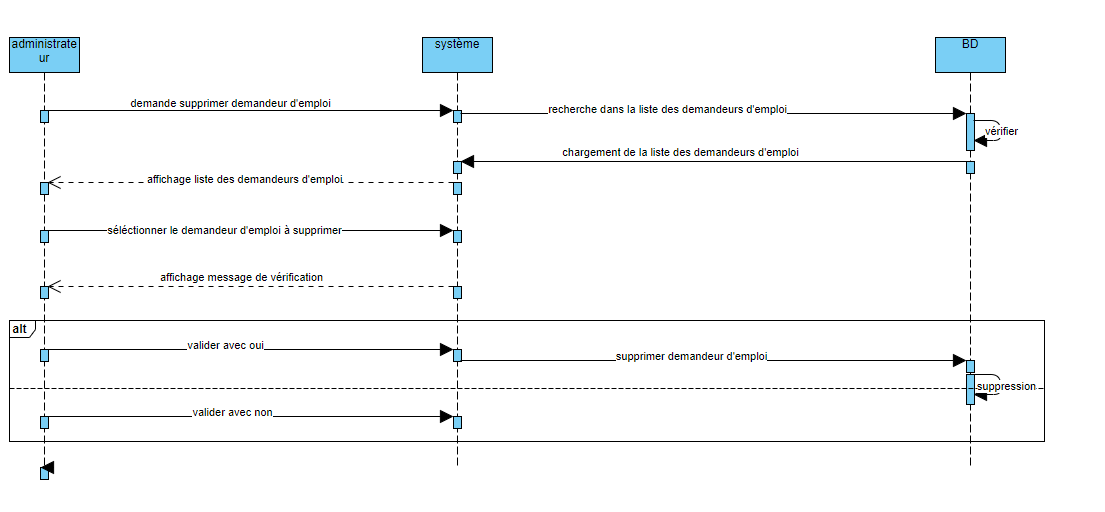 administrate
ur
système
BD
demande supprimer demandeur d'emploi
recherche dans la liste des demandeurs d'emploi
vérifier
chargement de la liste des demandeurs d'emploi
affichage liste des demandeurs d'emploi
séléctionner le demandeur d'emploi à supprimer
affichage message de vérification
alt
valider avec oui
supprimer demandeur d'emploi
suppression
valider avec non